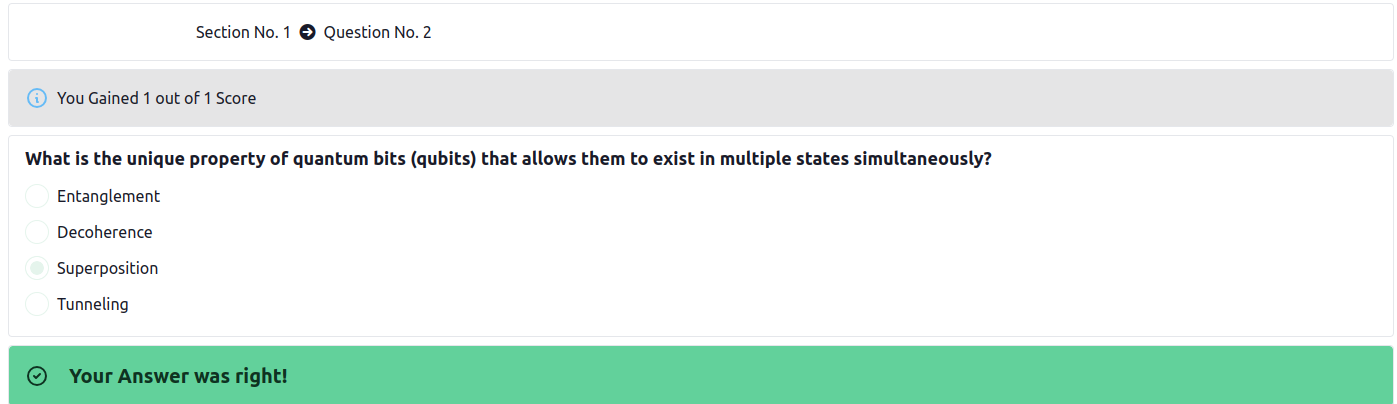 Section No. 1 Question No. 2
You Gained 1 out of 1 Score
What is the unique property of quantum bits (qubits) that allows them to exist in multiple states simultaneously?
Entanglement
Decoherence
Superposition
Tunneling
Your Answer was right!